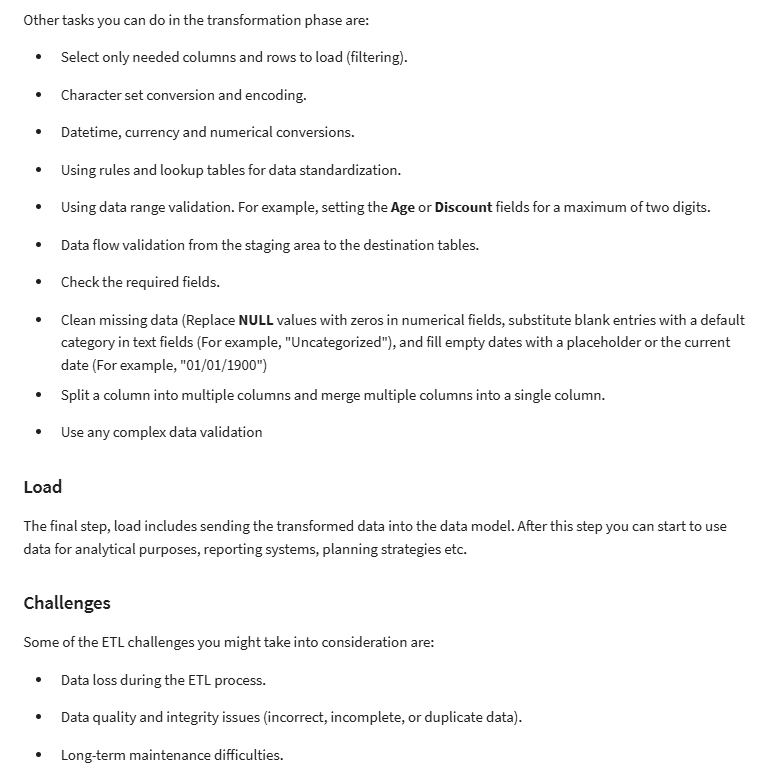 Other tasks you can do in the transformation phase are:
• Select only needed columns and rows to load (filtering).
• Character set conversion and encoding.
• Datetime, currency and numerical conversions.
• Using rules and lookup tables for data standardization.
• Using data range validation. For example, setting the Age or Discount fields for a maximum of two digits.
• Data flow validation from the staging area to the destination tables.
• Check the required fields.
• Clean missing data (Replace NULL values with zeros in numerical fields, substitute blank entries with a default
category in text fields (For example, "Uncategorized"), and fill empty dates with a placeholder or the current
date (For example, "01/01/1900")
• Split a column into multiple columns and merge multiple columns into a single column.
• Use any complex data validation
Load
The final step, load includes sending the transformed data into the data model. After this step you can start to use
data for analytical purposes, reporting systems, planning strategies etc.
Challenges
Some of the ETL challenges you might take into consideration are:
• Data loss during the ETL process.
• Data quality and integrity issues (incorrect, incomplete, or duplicate data).
• Long-term maintenance difficulties.